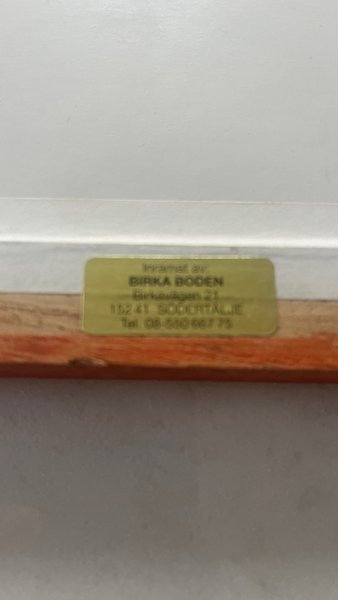 Inramat av:
BIRKA BODEN
Birkavägen 21
152 41 SÖDERTÄLJE
Tel. 08-550 667 75